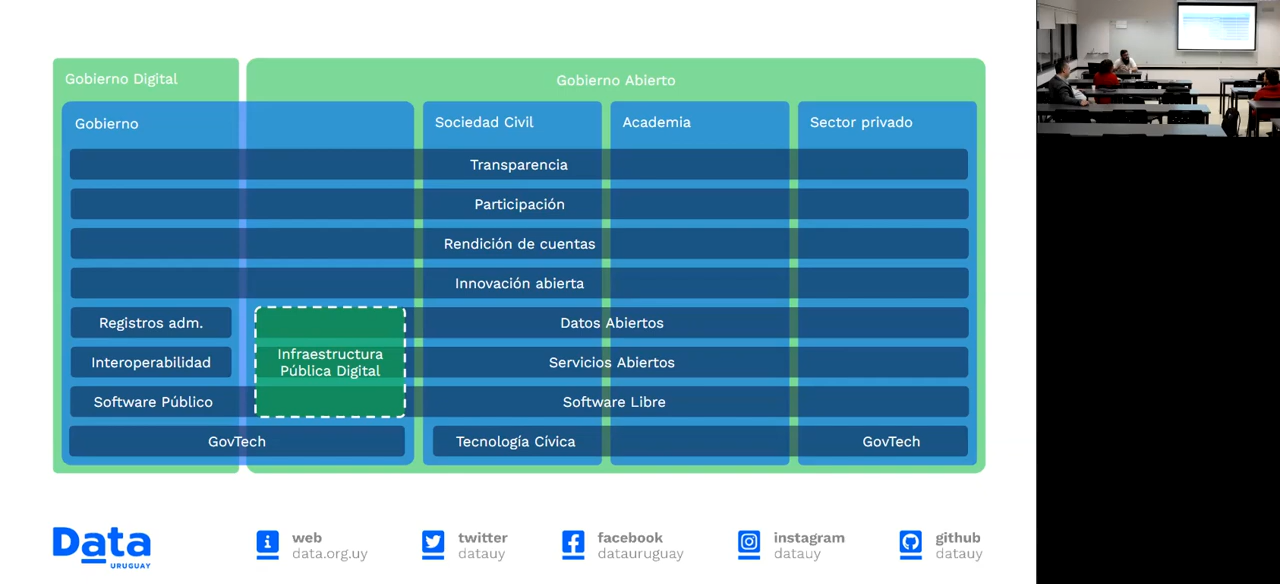 Gobierno Digital
Gobierno Abierto
Gobierno
Sociedad Civil
Academia
Sector privado
Transparencia
Participación
Rendición de cuentas
Innovación abierta
Registros adm.
Datos Abiertos
Interoperabilidad
Infraestructura
Pública Digital
Servicios Abiertos
Software Público
Software Libre
GovTech
Tecnología Cívica
GovTech
Data
URUGUAY
web
data.org.uy
twitter
datauy
facebook
datauruguay
instagram
datauy
github
datauy